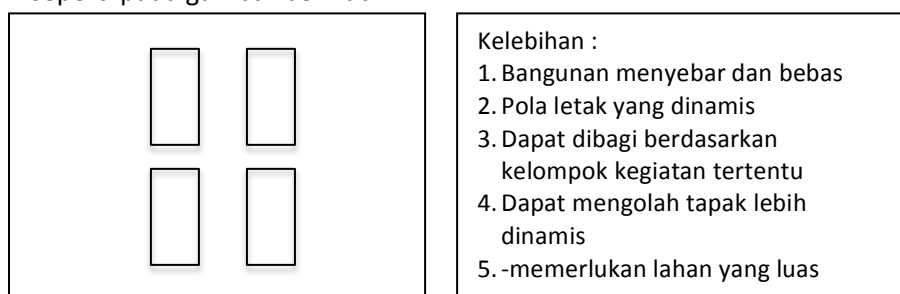 Kelebihan :
1. Bangunan menyebar dan bebas
2. Pola letak yang dinamis
3. Dapat dibagi berdasarkan
kelompok kegiatan tertentu
4. Dapat mengolah tapak lebih
dinamis
5. -memerlukan lahan yang luas